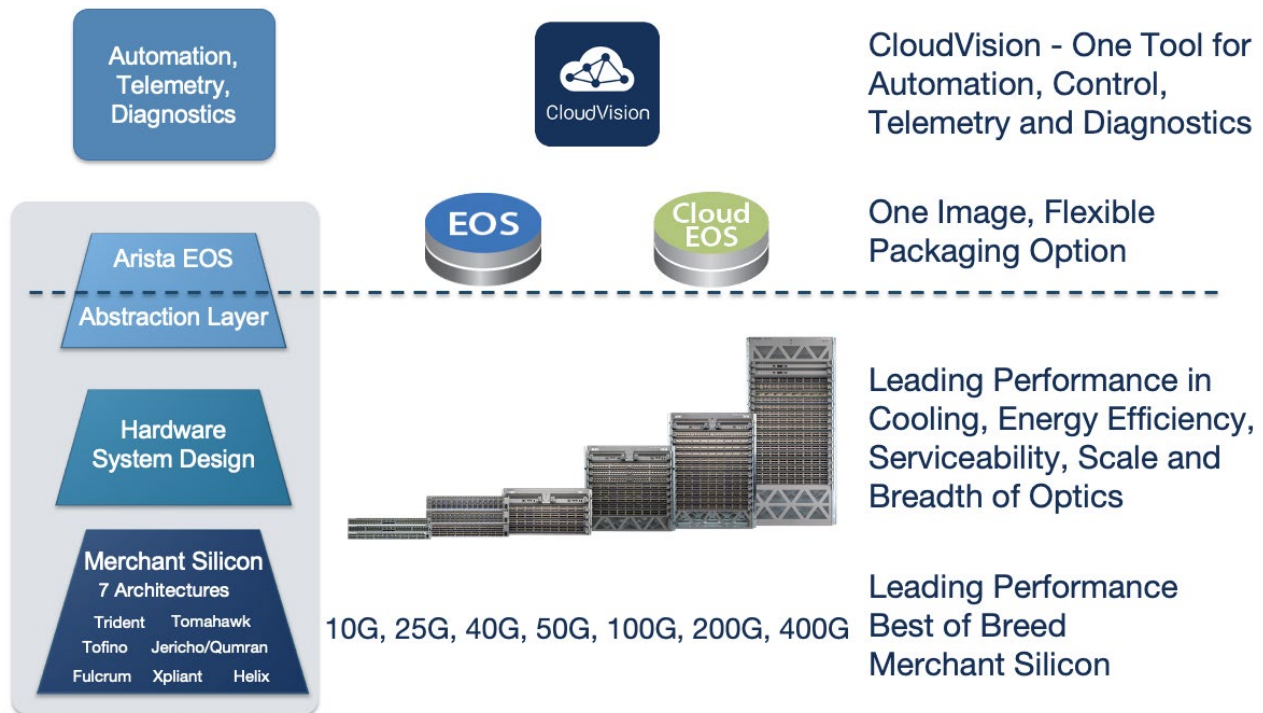 Automation,
Telemetry,
Diagnostics
CloudVision
CloudVision - One Tool for
Automation, Control,
Telemetry and Diagnostics
Arista EOS
Abstraction Layer
EOS
Cloud
EOS
One Image, Flexible
Packaging Option
Hardware
System Design
Leading Performance in
Cooling, Energy Efficiency,
Serviceability, Scale and
Breadth of Optics
Merchant Silicon
7 Architectures
Trident Tomahawk
Tofino Jericho/Qumran
Fulcrum Xpliant Helix
10G, 25G, 40G, 50G, 100G, 200G, 400G
Leading Performance
Best of Breed
Merchant Silicon